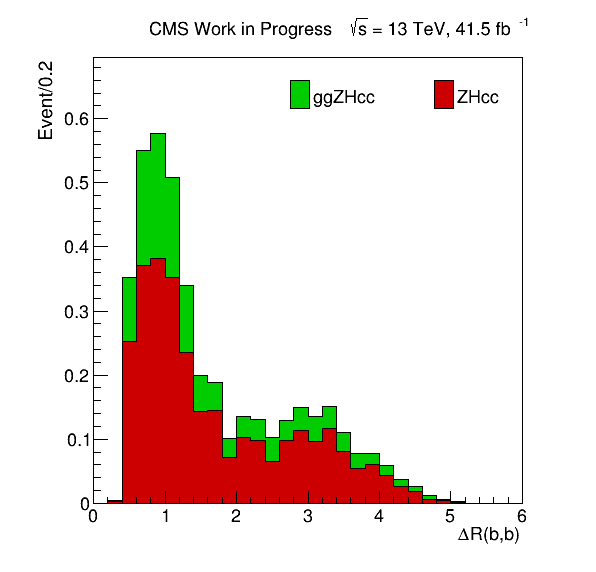 CMS Work in Progress √s = 13 TeV, 41.5 fb⁻¹
Event/0.2
ggZHcc
ZHcc
0.6
0.5
0.4
0.3
0.2
0.1
0
0 1 2 3 4 5 6
ΔR(b,b)